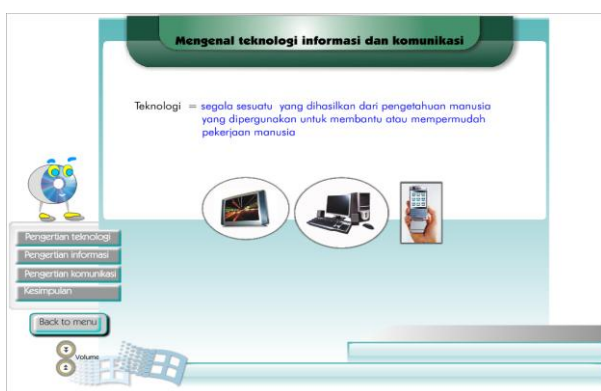 Mengenal teknologi informasi dan komunikasi
Teknologi = segala sesuatu yang dihasilkan dari pengetahuan manusia
yang dipergunakan untuk membantu atau mempermudah
pekerjaan manusia
Pengertian teknologi
Pengertian informasi
Pengertian komunikasi
Kesimpulan
Back to menu
Volume